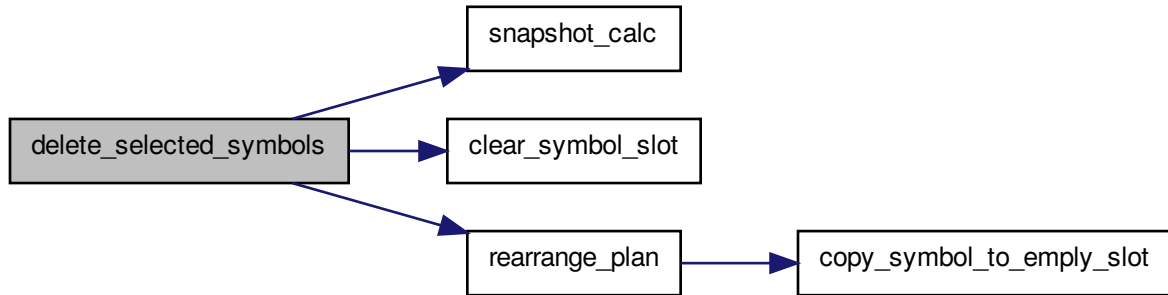 snapshot_calc
delete_selected_symbols
clear_symbol_slot
rearrange_plan
copy_symbol_to_emply_slot